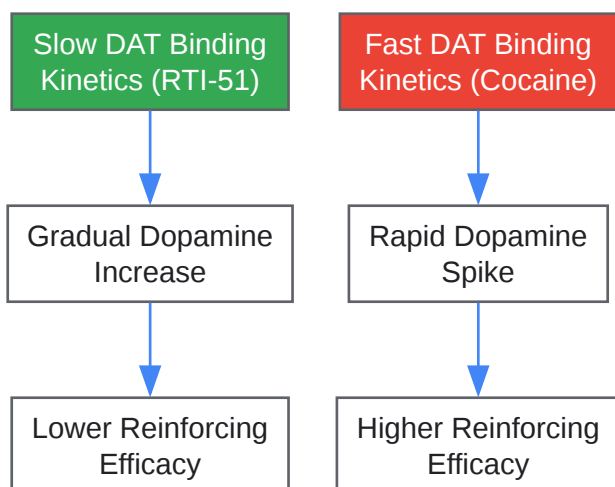 Slow DAT Binding
Kinetics (RTI-51)
Fast DAT Binding
Kinetics (Cocaine)
Gradual Dopamine
Increase
Rapid Dopamine
Spike
Lower Reinforcing
Efficacy
Higher Reinforcing
Efficacy